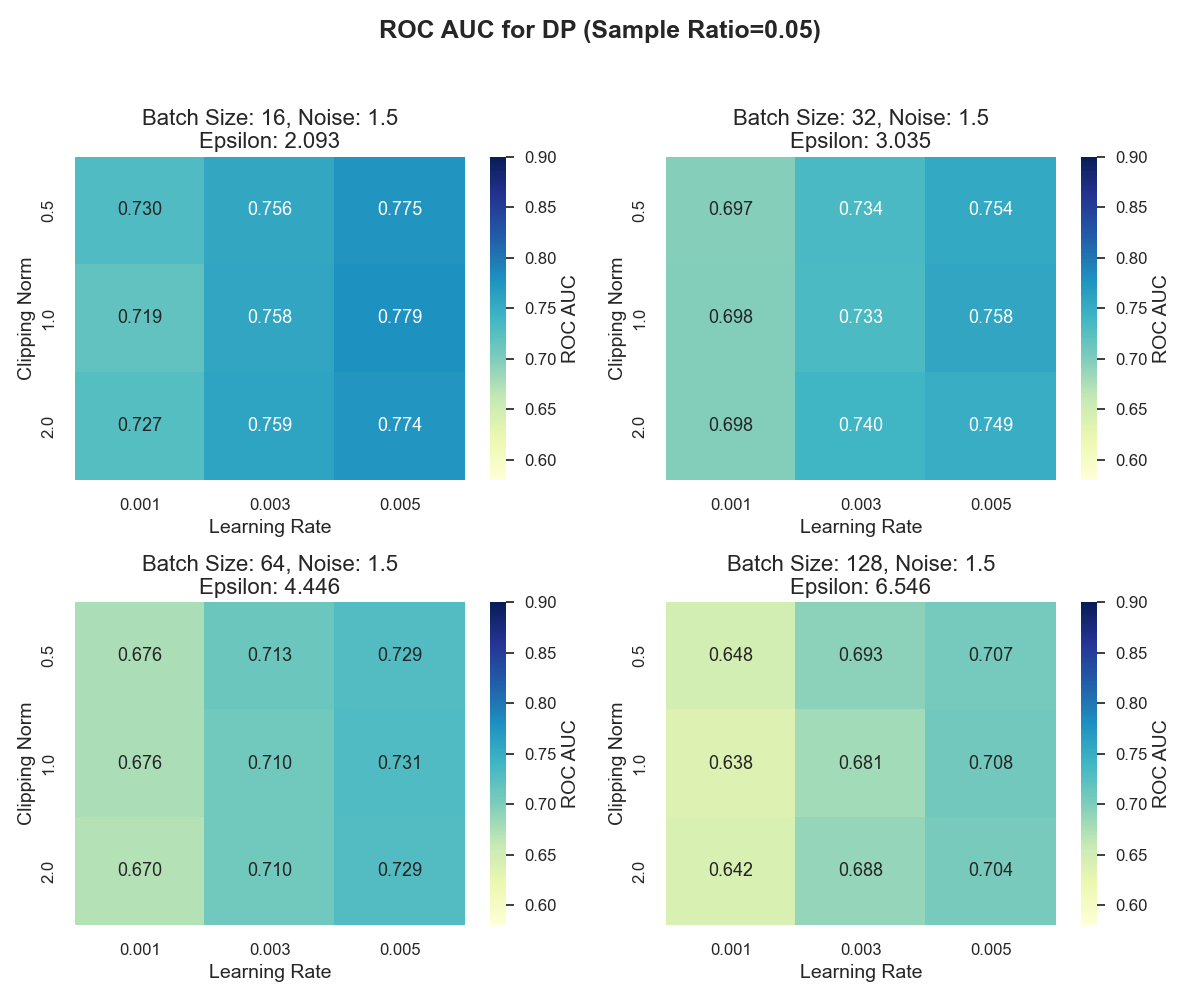 ROC AUC for DP (Sample Ratio=0.05)
Batch Size: 16, Noise: 1.5
Epsilon: 2.093
Clipping Norm
0.5
0.730 0.756 0.775
1.0
0.719 0.758 0.779
2.0
0.727 0.759 0.774
0.001 0.003 0.005
Learning Rate
0.90
0.85
0.80
0.75
0.70
0.65
0.60
ROC AUC
Batch Size: 32, Noise: 1.5
Epsilon: 3.035
Clipping Norm
0.5
0.697 0.734 0.754
1.0
0.698 0.733 0.758
2.0
0.698 0.740 0.749
0.001 0.003 0.005
Learning Rate
0.90
0.85
0.80
0.75
0.70
0.65
0.60
ROC AUC
Batch Size: 64, Noise: 1.5
Epsilon: 4.446
Clipping Norm
0.5
0.676 0.713 0.729
1.0
0.676 0.710 0.731
2.0
0.670 0.710 0.729
0.001 0.003 0.005
Learning Rate
0.90
0.85
0.80
0.75
0.70
0.65
0.60
ROC AUC
Batch Size: 128, Noise: 1.5
Epsilon: 6.546
Clipping Norm
0.5
0.648 0.693 0.707
1.0
0.638 0.681 0.708
2.0
0.642 0.688 0.704
0.001 0.003 0.005
Learning Rate
0.90
0.85
0.80
0.75
0.70
0.65
0.60
ROC AUC